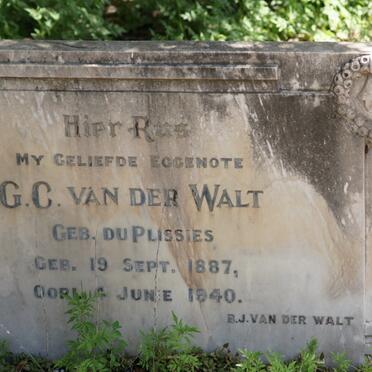 Hier Rus
MY GELIEFDE EGGENOTE
G.C. VAN DER WALT
GEB. DU PLISSIES
GEB. 19 SEPT. 1887,
OORL. 4 JUNIE 1940.
B.J. VAN DER WALT